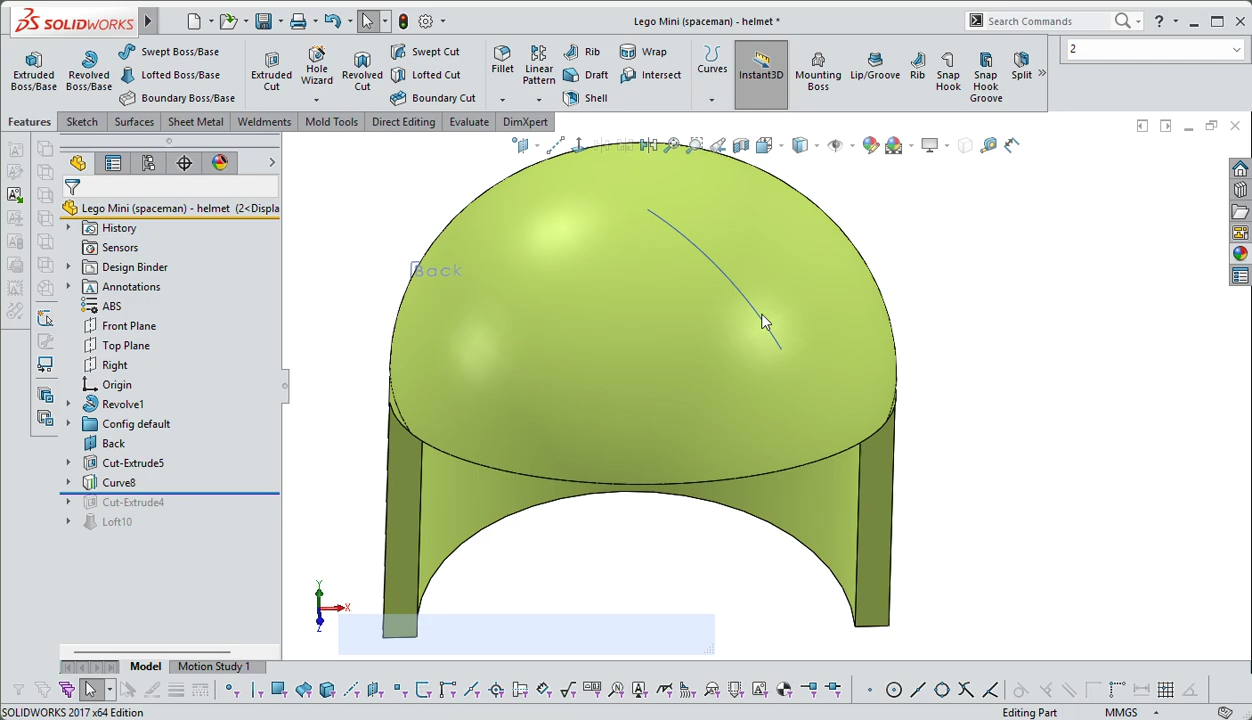 SOLIDWORKS
Lego Mini (spaceman) - helmet *
Search Commands
?
2
Extruded Boss/Base
Revolved Boss/Base
Swept Boss/Base
Lofted Boss/Base
Boundary Boss/Base
Extruded Cut
Hole Wizard
Revolved Cut
Swept Cut
Lofted Cut
Boundary Cut
Fillet
Linear Pattern
Rib
Draft
Shell
Wrap
Intersect
Curves
Instant3D
Mounting Boss
Lip/Groove
Rib
Snap Hook
Snap Hook Groove
Split
Features
Sketch
Surfaces
Sheet Metal
Weldments
Mold Tools
Direct Editing
Evaluate
DimXpert
Lego Mini (spaceman) - helmet (2<Displa
History
Sensors
Design Binder
Annotations
ABS
Front Plane
Top Plane
Right
Origin
Revolve1
Config default
Back
Cut-Extrude5
Curve8
Cut-Extrude4
Loft10
Back
Y
X
Z
Model
Motion Study 1
SOLIDWORKS 2017 x64 Edition
Editing Part
MMGS